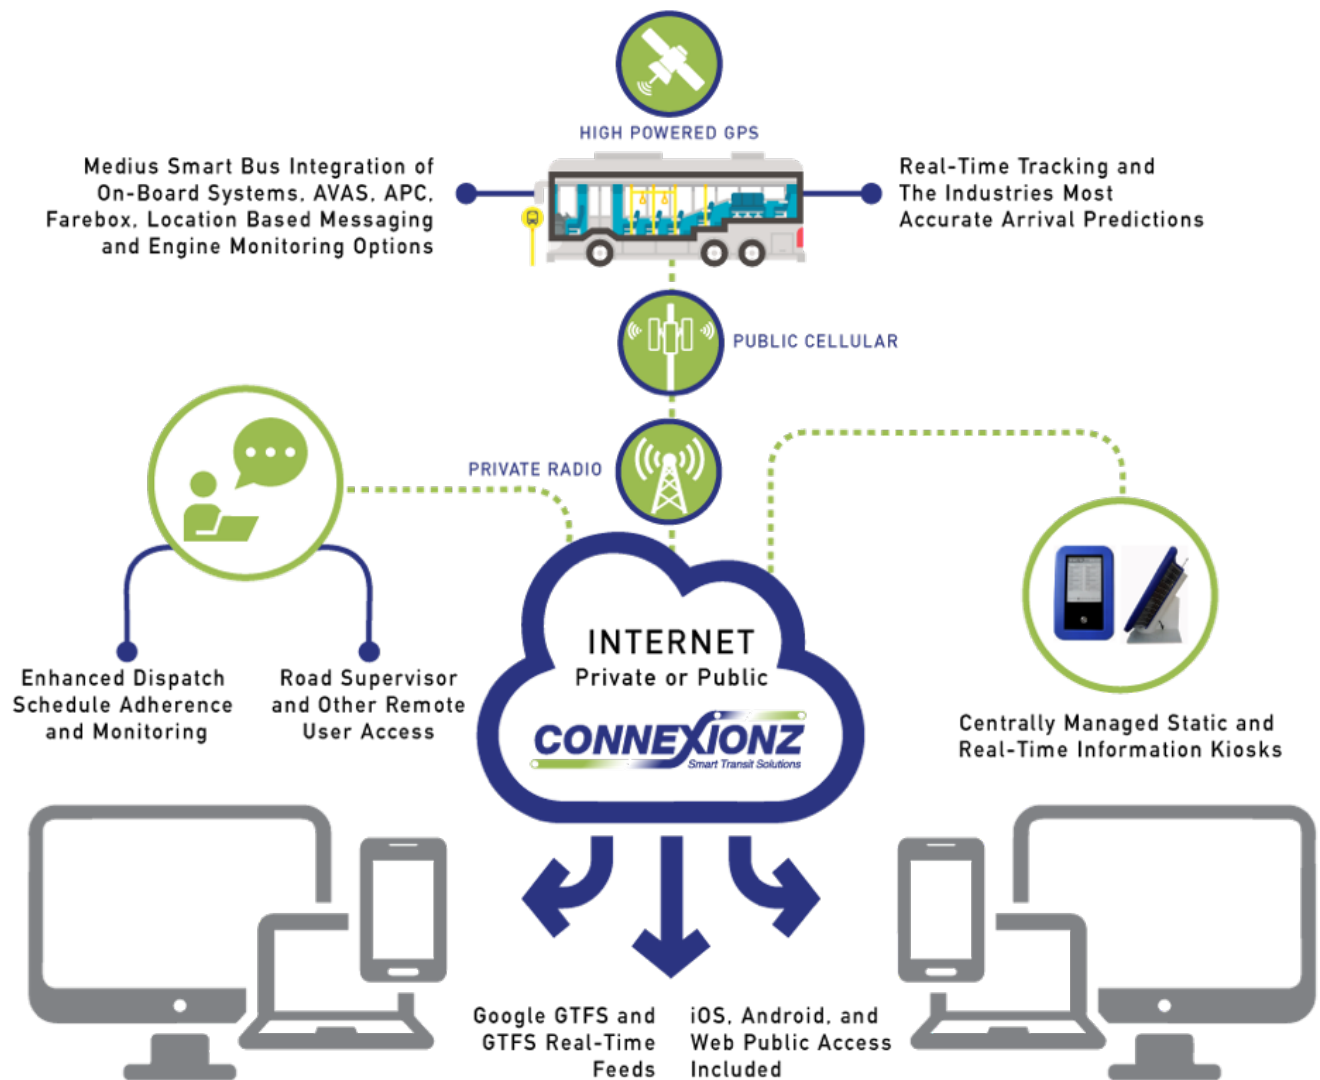 HIGH POWERED GPS
Medius Smart Bus Integration of
On-Board Systems, AVAS, APC,
Farebox, Location Based Messaging
and Engine Monitoring Options
Real-Time Tracking and
The Industries Most
Accurate Arrival Predictions
PUBLIC CELLULAR
PRIVATE RADIO
Enhanced Dispatch
Schedule Adherence
and Monitoring
Road Supervisor
and Other Remote
User Access
INTERNET
Private or Public
CONNEXIONZ
Smart Transit Solutions
Centrally Managed Static and
Real-Time Information Kiosks
Google GTFS and
GTFS Real-Time
Feeds
iOS, Android, and
Web Public Access
Included